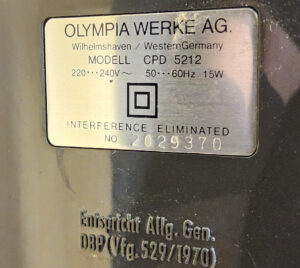 OLYMPIA WERKE AG.
Wilhelmshaven / WesternGermany
MODELL CPD 5212
220···240V~ 50···60Hz 15W
INTERFERENCE ELIMINATED
NO. 2029370
Entspricht Allg. Gen.
DBP(Vfg. 529/1970)